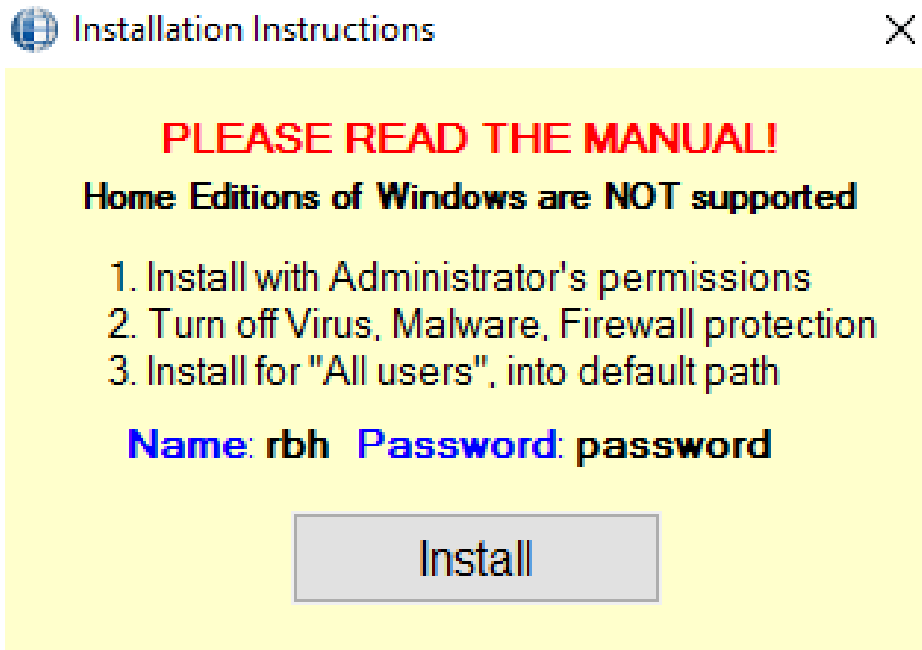 Installation Instructions
PLEASE READ THE MANUAL!
Home Editions of Windows are NOT supported
1. Install with Administrator's permissions
2. Turn off Virus, Malware, Firewall protection
3. Install for "All users", into default path
Name: rbh Password: password
Install